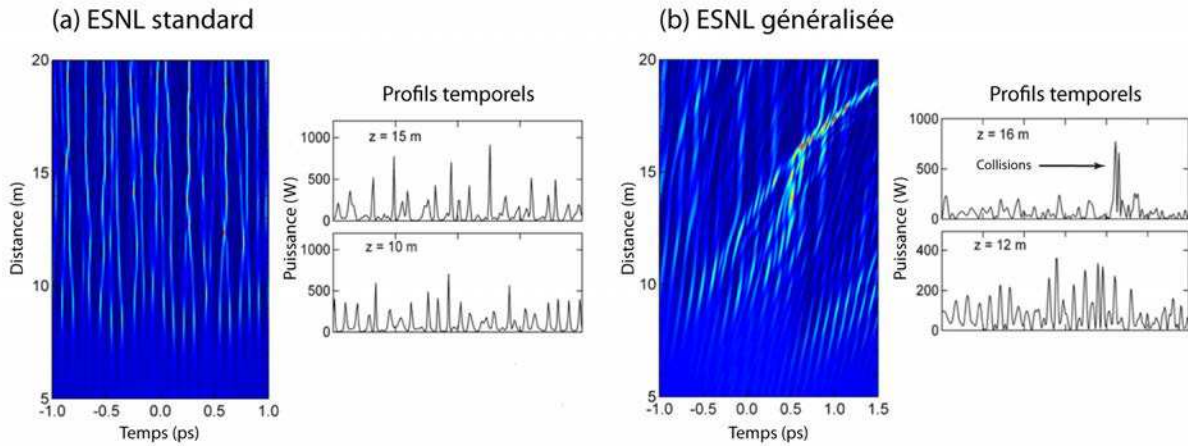 (a) ESNL standard
20
15
10
5
Distance (m)
-1.0
-0.5
0.0
0.5
1.0
Temps (ps)
Profils temporels
Puissance (W)
1000
500
0
z = 15 m
1000
500
0
z = 10 m
(b) ESNL généralisée
20
15
10
5
Distance (m)
-1.0
-0.5
0.0
0.5
1.0
1.5
Temps (ps)
Profils temporels
Puissance (W)
1000
500
0
z = 16 m
Collisions
400
200
0
z = 12 m